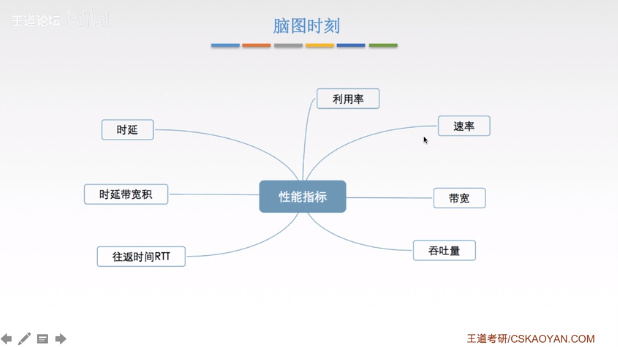 王道论坛
脑图时刻
利用率
速率
时延
时延带宽积
性能指标
带宽
吞吐量
往返时间RTT
王道考研/CSKAOYAN.COM